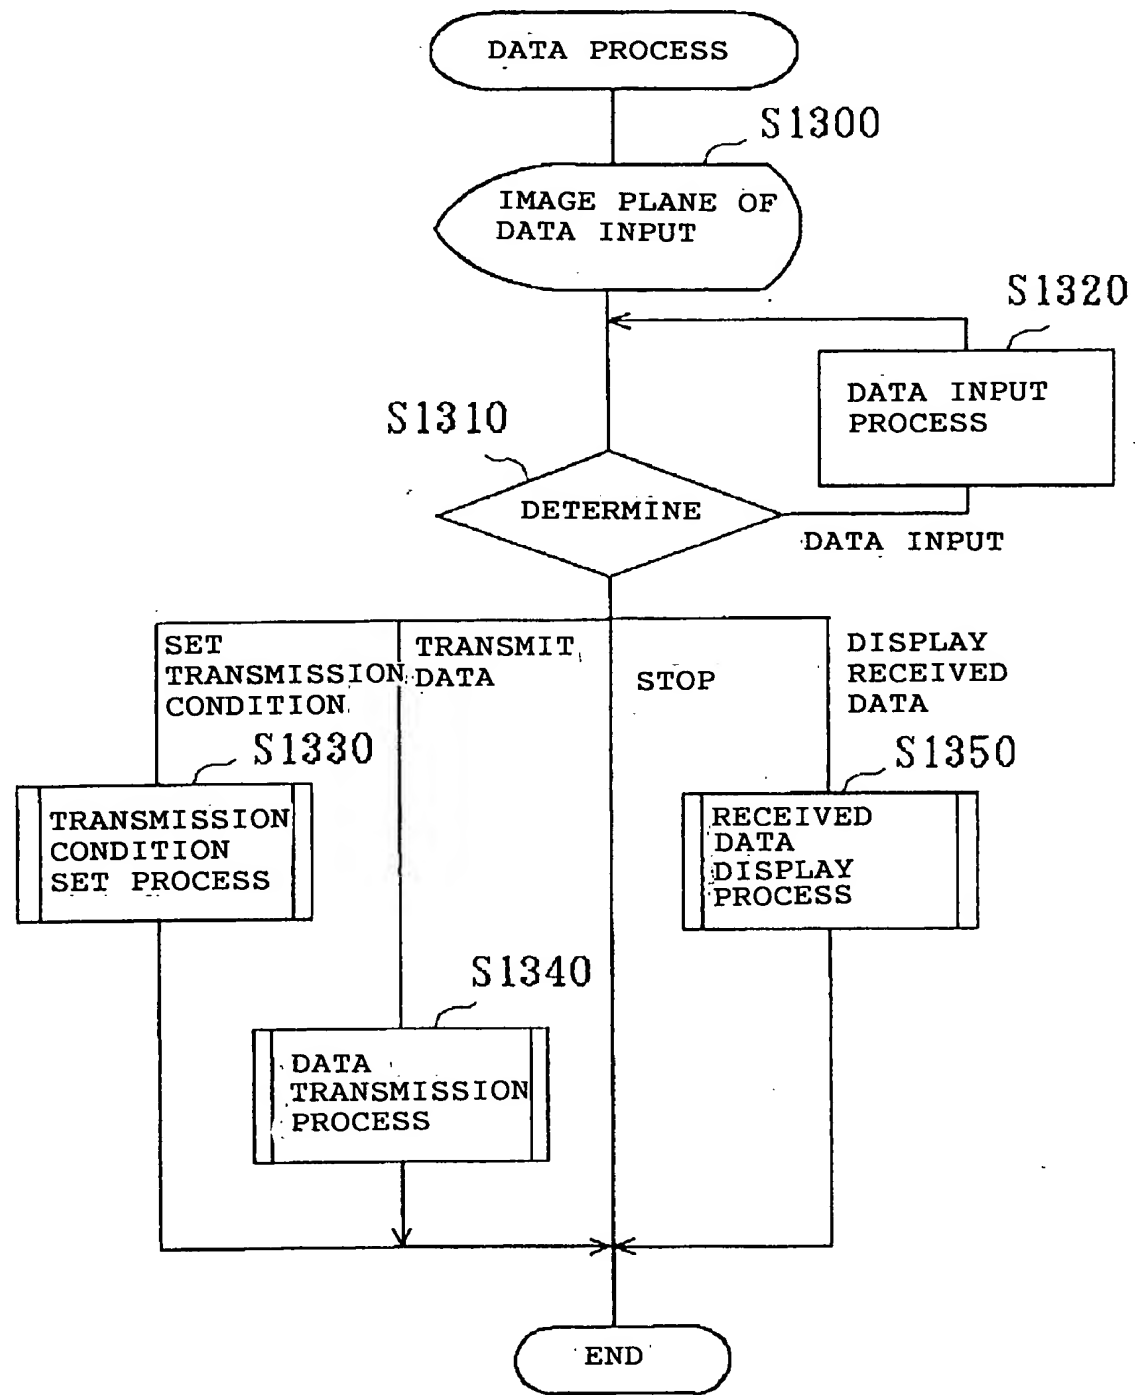 DATA PROCESS
S1300
IMAGE PLANE OF
DATA INPUT
S1320
DATA INPUT
PROCESS
S1310
DETERMINE
DATA INPUT
SET
TRANSMISSION
CONDITION
TRANSMIT
DATA
STOP
DISPLAY
RECEIVED
DATA
S1330
TRANSMISSION
CONDITION
SET PROCESS
S1350
RECEIVED
DATA
DISPLAY
PROCESS
S1340
DATA
TRANSMISSION
PROCESS
END